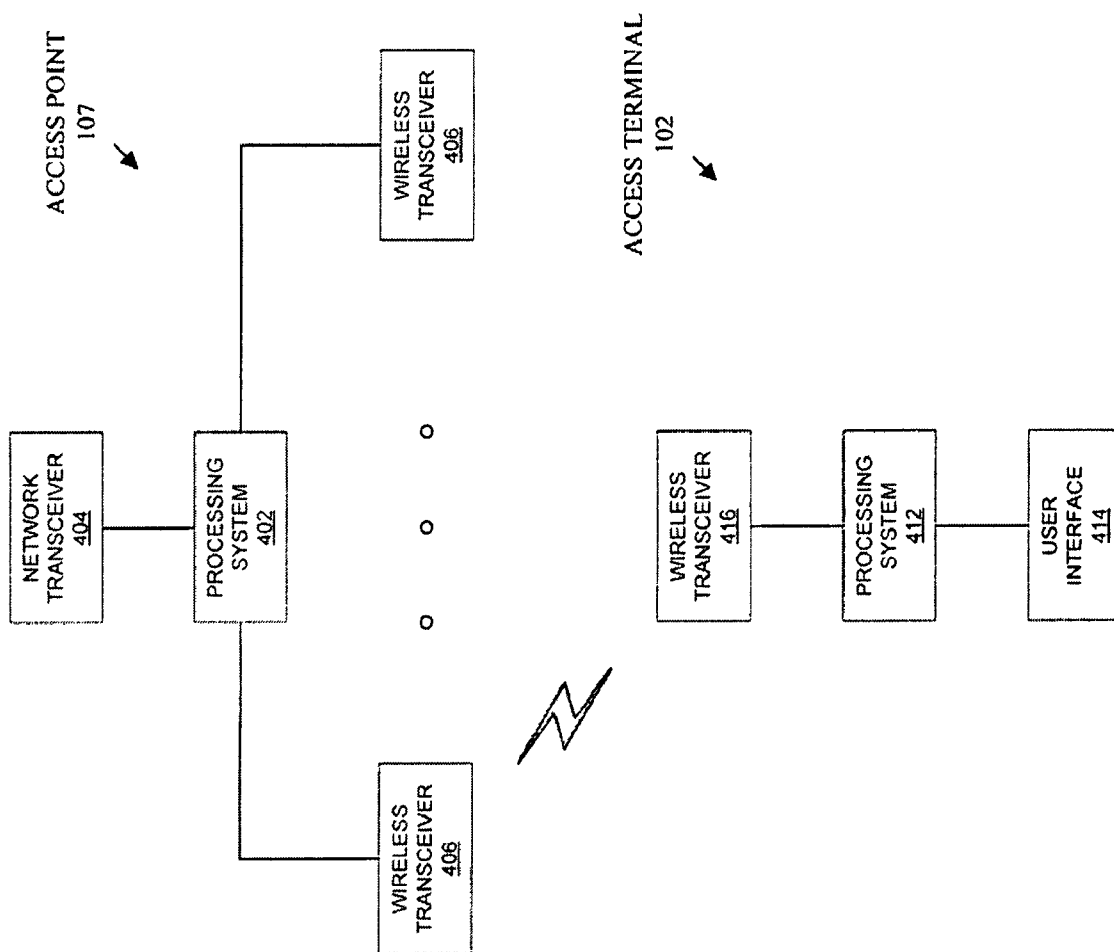 ACCESS POINT
107
NETWORK
TRANSCEIVER
404
PROCESSING
SYSTEM
402
WIRELESS
TRANSCEIVER
406
WIRELESS
TRANSCEIVER
406
ACCESS TERMINAL
102
WIRELESS
TRANSCEIVER
416
PROCESSING
SYSTEM
412
USER
INTERFACE
414